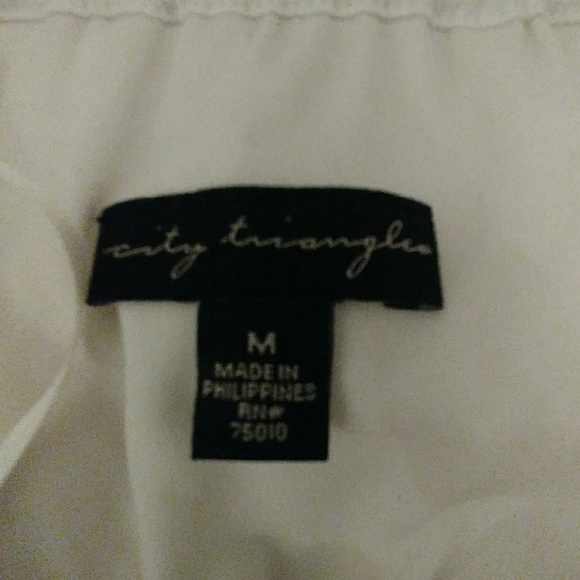 city triangles
M
MADE IN
PHILIPPINES
RN#
75010